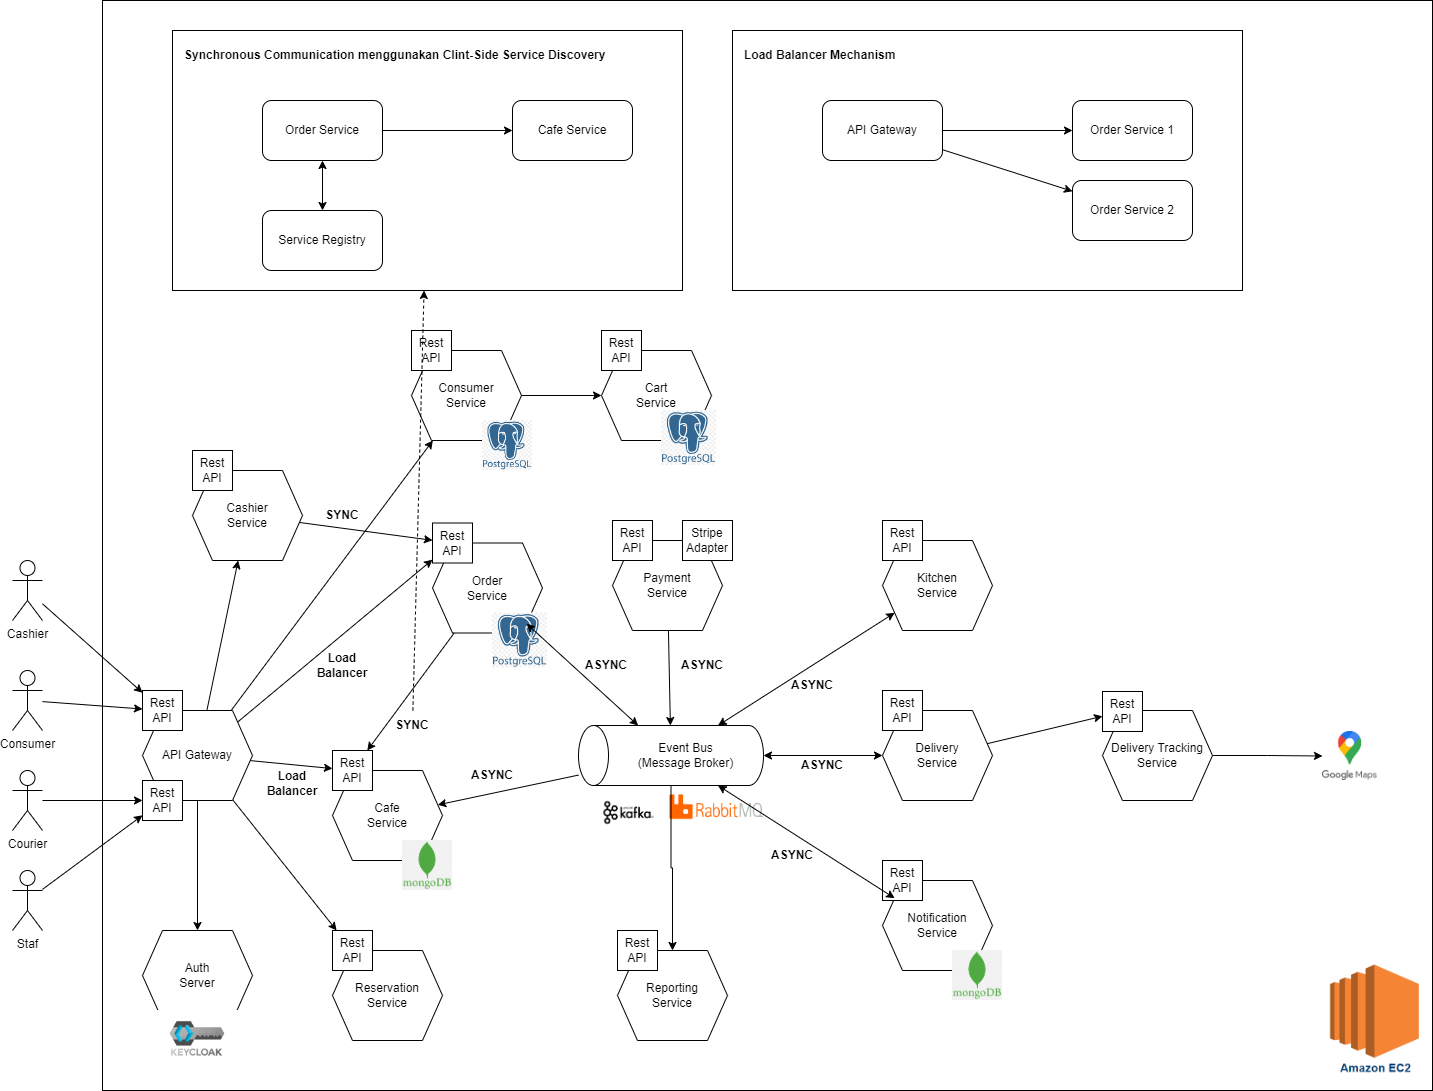 Synchronous Communication menggunakan Clint-Side Service Discovery
Order Service
Cafe Service
Service Registry
Load Balancer Mechanism
API Gateway
Order Service 1
Order Service 2
Rest
API
Consumer
Service
PostgreSQL
Rest
API
Cart
Service
PostgreSQL
Rest
API
Cashier
Service
SYNC
Rest
API
Order
Service
PostgreSQL
Rest
API
Stripe
Adapter
Payment
Service
Rest
API
Kitchen
Service
Cashier
Consumer
Courier
Staf
Rest
API
API Gateway
Rest
API
Load
Balancer
Load
Balancer
SYNC
ASYNC
ASYNC
ASYNC
ASYNC
ASYNC
ASYNC
Rest
API
Cafe
Service
mongoDB
Event Bus
(Message Broker)
kafka
RabbitMQ
Rest
API
Delivery
Service
Rest
API
Delivery Tracking
Service
Google Maps
Rest
API
Notification
Service
mongoDB
Auth
Server
KEYCLOAK
Rest
API
Reservation
Service
Rest
API
Reporting
Service
Amazon EC2